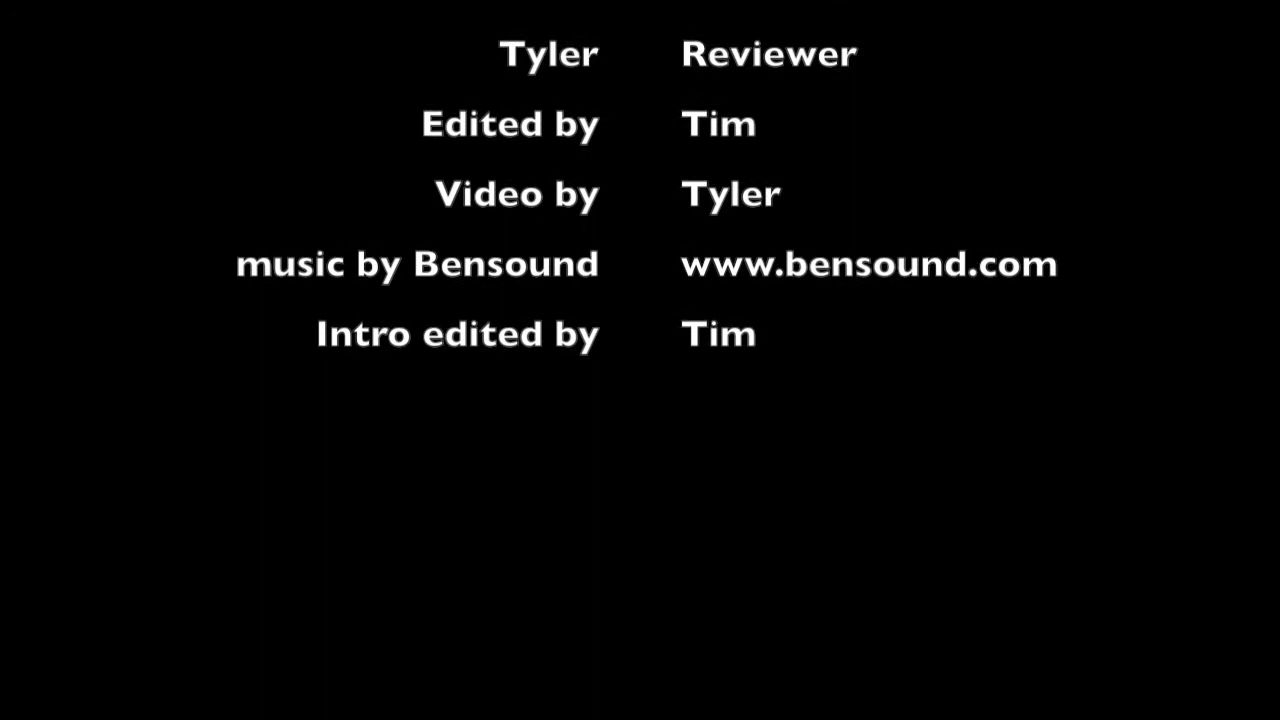 Tyler Reviewer
Edited by Tim
Video by Tyler
music by Bensound www.bensound.com
Intro edited by Tim